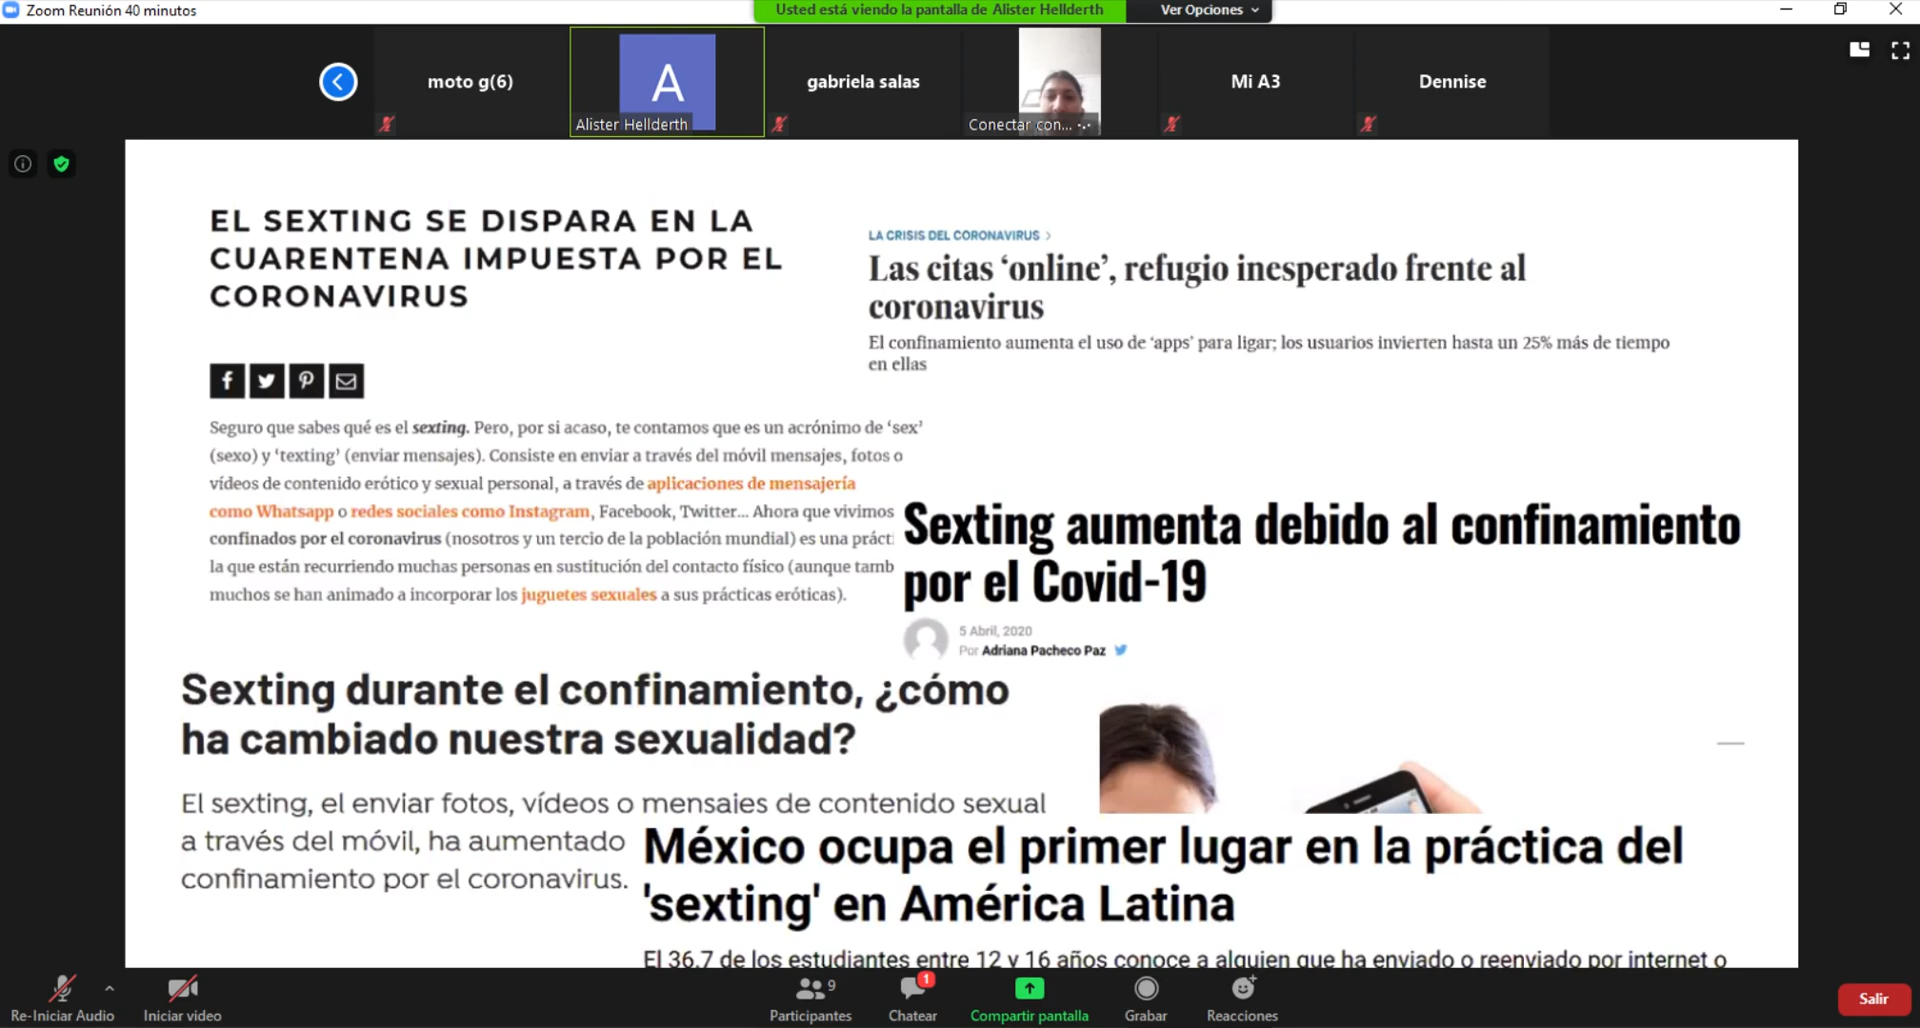 Zoom Reunión 40 minutos
Usted está viendo la pantalla de Alister Hellderth
Ver Opciones
moto g(6)
A
Alister Hellderth
gabriela salas
Conectar con...
Mi A3
Dennise
EL SEXTING SE DISPARA EN LA
CUARENTENA IMPUESTA POR EL
CORONAVIRUS
Seguro que sabes qué es el sexting. Pero, por si acaso, te contamos que es un acrónimo de ‘sex’
(sexo) y ‘texting’ (enviar mensajes). Consiste en enviar a través del móvil mensajes, fotos o
vídeos de contenido erótico y sexual personal, a través de aplicaciones de mensajería
como Whatsapp o redes sociales como Instagram, Facebook, Twitter... Ahora que vivimos
confinados por el coronavirus (nosotros y un tercio de la población mundial) es una práct
la que están recurriendo muchas personas en sustitución del contacto físico (aunque tamb
muchos se han animado a incorporar los juguetes sexuales a sus prácticas eróticas).
LA CRISIS DEL CORONAVIRUS >
Las citas ‘online’, refugio inesperado frente al
coronavirus
El confinamiento aumenta el uso de ‘apps’ para ligar; los usuarios invierten hasta un 25% más de tiempo
en ellas
Sexting aumenta debido al confinamiento
por el Covid-19
5 Abril, 2020
Por Adriana Pacheco Paz
Sexting durante el confinamiento, ¿cómo
ha cambiado nuestra sexualidad?
El sexting, el enviar fotos, vídeos o mensajes de contenido sexual
a través del móvil, ha aumentado
confinamiento por el coronavirus.
México ocupa el primer lugar en la práctica del
'sexting' en América Latina
El 36.7 de los estudiantes entre 12 y 16 años conoce a alguien que ha enviado o reenviado por internet o
Re-Iniciar Audio
Iniciar video
9
Participantes
1
Chatear
Compartir pantalla
Grabar
Reacciones
Salir